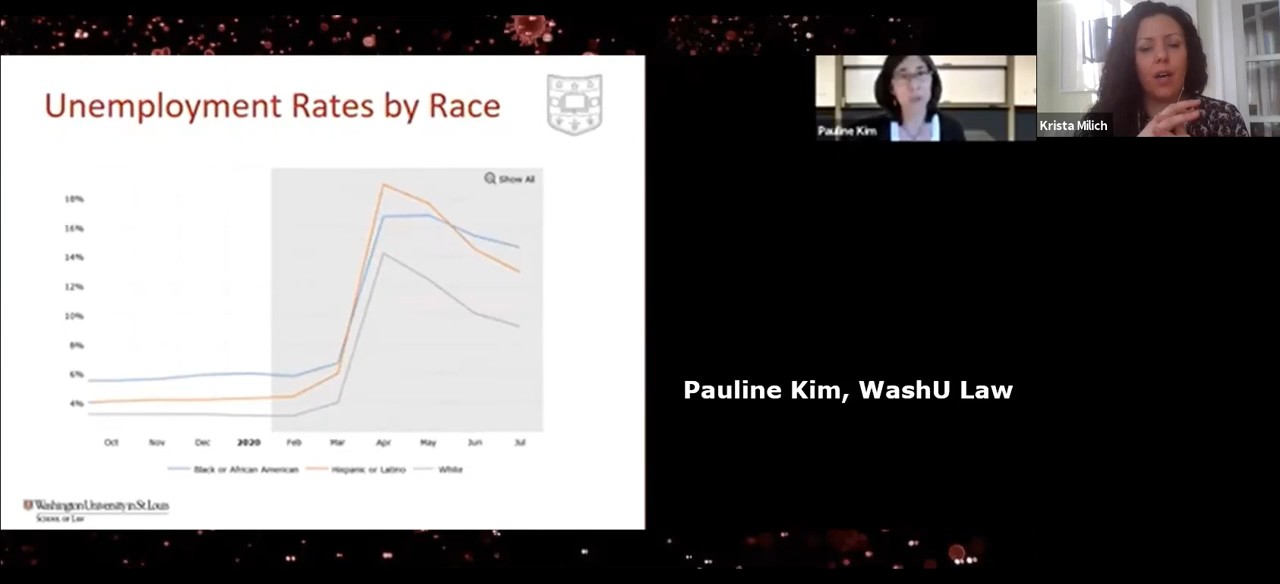 Unemployment Rates by Race
Show All
18%
16%
14%
12%
10%
8%
6%
4%
Oct Nov Dec 2020 Feb Mar Apr May Jun Jul
Black or African American Hispanic or Latino White
Washington University in St. Louis
School of Law
Pauline Kim
Krista Milich
Pauline Kim, WashU Law